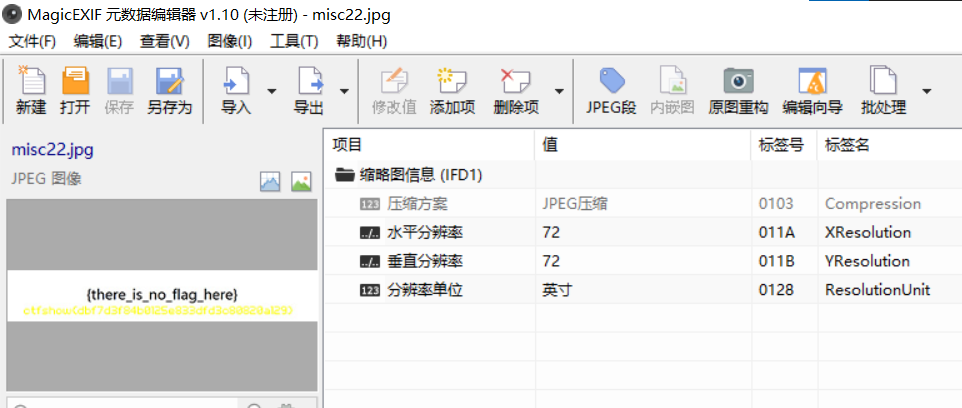 MagicEXIF 元数据编辑器 v1.10 (未注册) - misc22.jpg
文件(F) 编辑(E) 查看(V) 图像(I) 工具(T) 帮助(H)
新建 打开 保存 另存为 导入 导出 修改值 添加项 删除项 JPEG段 内嵌图 原图重构 编辑向导 批处理
misc22.jpg
JPEG 图像
{there_is_no_flag_here}
ctfshow{dbf7d3f84b0125e833dfd3c80820a129}
项目 值 标签号 标签名
缩略图信息 (IFD1)
123 压缩方案 JPEG压缩 0103 Compression
../.. 水平分辨率 72 011A XResolution
../.. 垂直分辨率 72 011B YResolution
123 分辨率单位 英寸 0128 ResolutionUnit